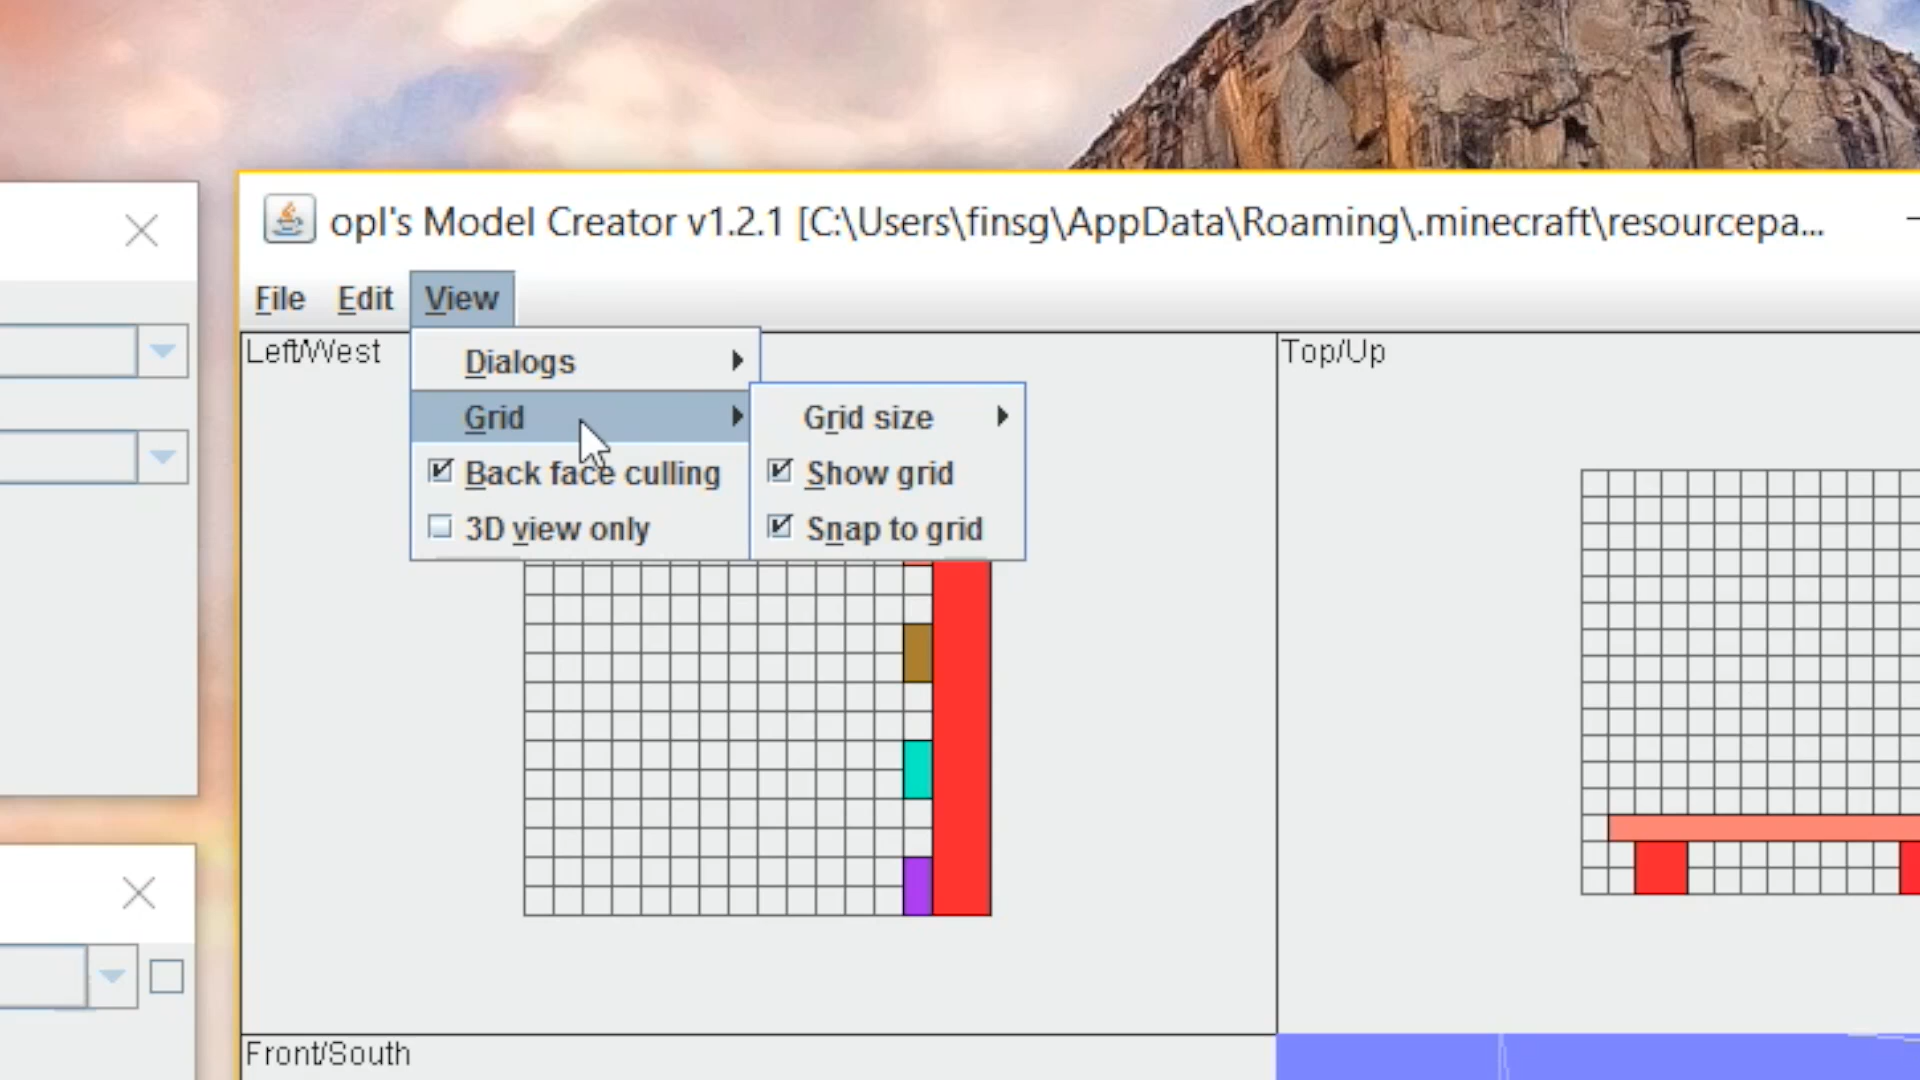 opl's Model Creator v1.2.1 [C:\Users\finsg\AppData\Roaming\.minecraft\resourcepa...
File Edit View
Left/West
Top/Up
Dialogs
Grid
Grid size
Back face culling
Show grid
3D view only
Snap to grid
Front/South